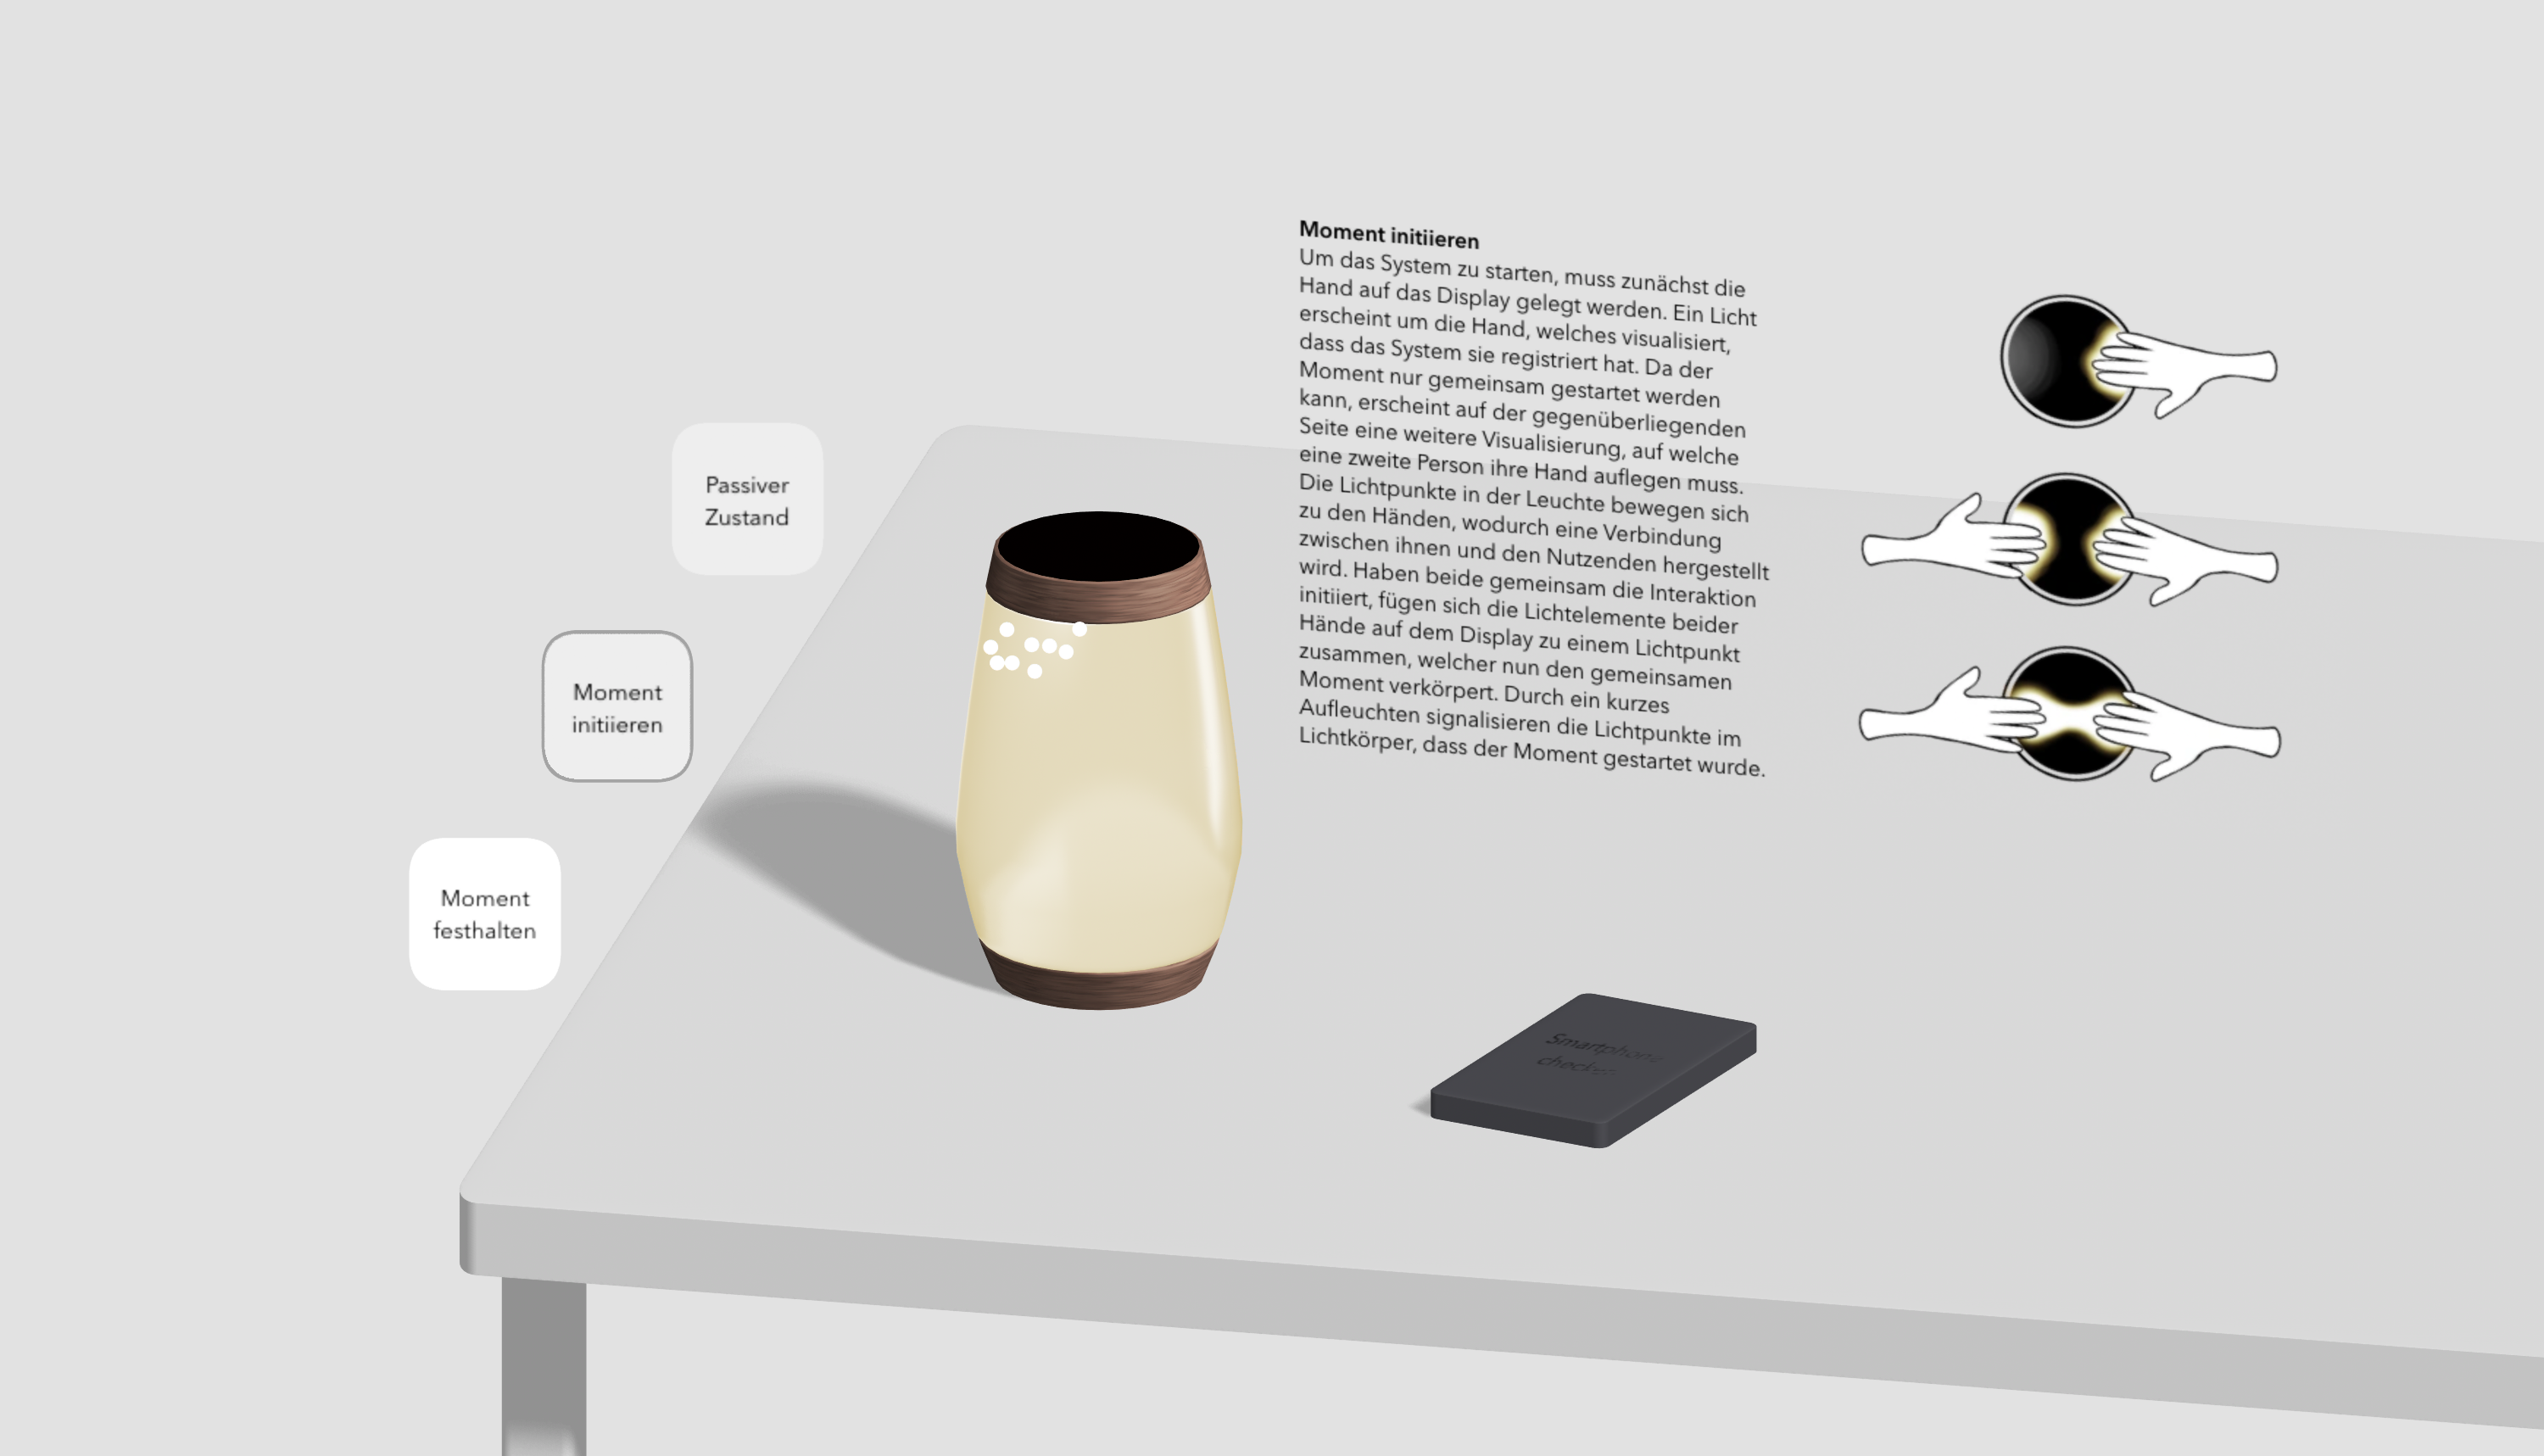 Passiver
Zustand
Moment
initiieren
Moment
festhalten
Moment initiieren
Um das System zu starten, muss zunächst die
Hand auf das Display gelegt werden. Ein Licht
erscheint um die Hand, welches visualisiert,
dass das System sie registriert hat. Da der
Moment nur gemeinsam gestartet werden
kann, erscheint auf der gegenüberliegenden
Seite eine weitere Visualisierung, auf welche
eine zweite Person ihre Hand auflegen muss.
Die Lichtpunkte in der Leuchte bewegen sich
zu den Händen, wodurch eine Verbindung
zwischen ihnen und den Nutzenden hergestellt
wird. Haben beide gemeinsam die Interaktion
initiiert, fügen sich die Lichtelemente beider
Hände auf dem Display zu einem Lichtpunkt
zusammen, welcher nun den gemeinsamen
Moment verkörpert. Durch ein kurzes
Aufleuchten signalisieren die Lichtpunkte im
Lichtkörper, dass der Moment gestartet wurde.
Smartphone